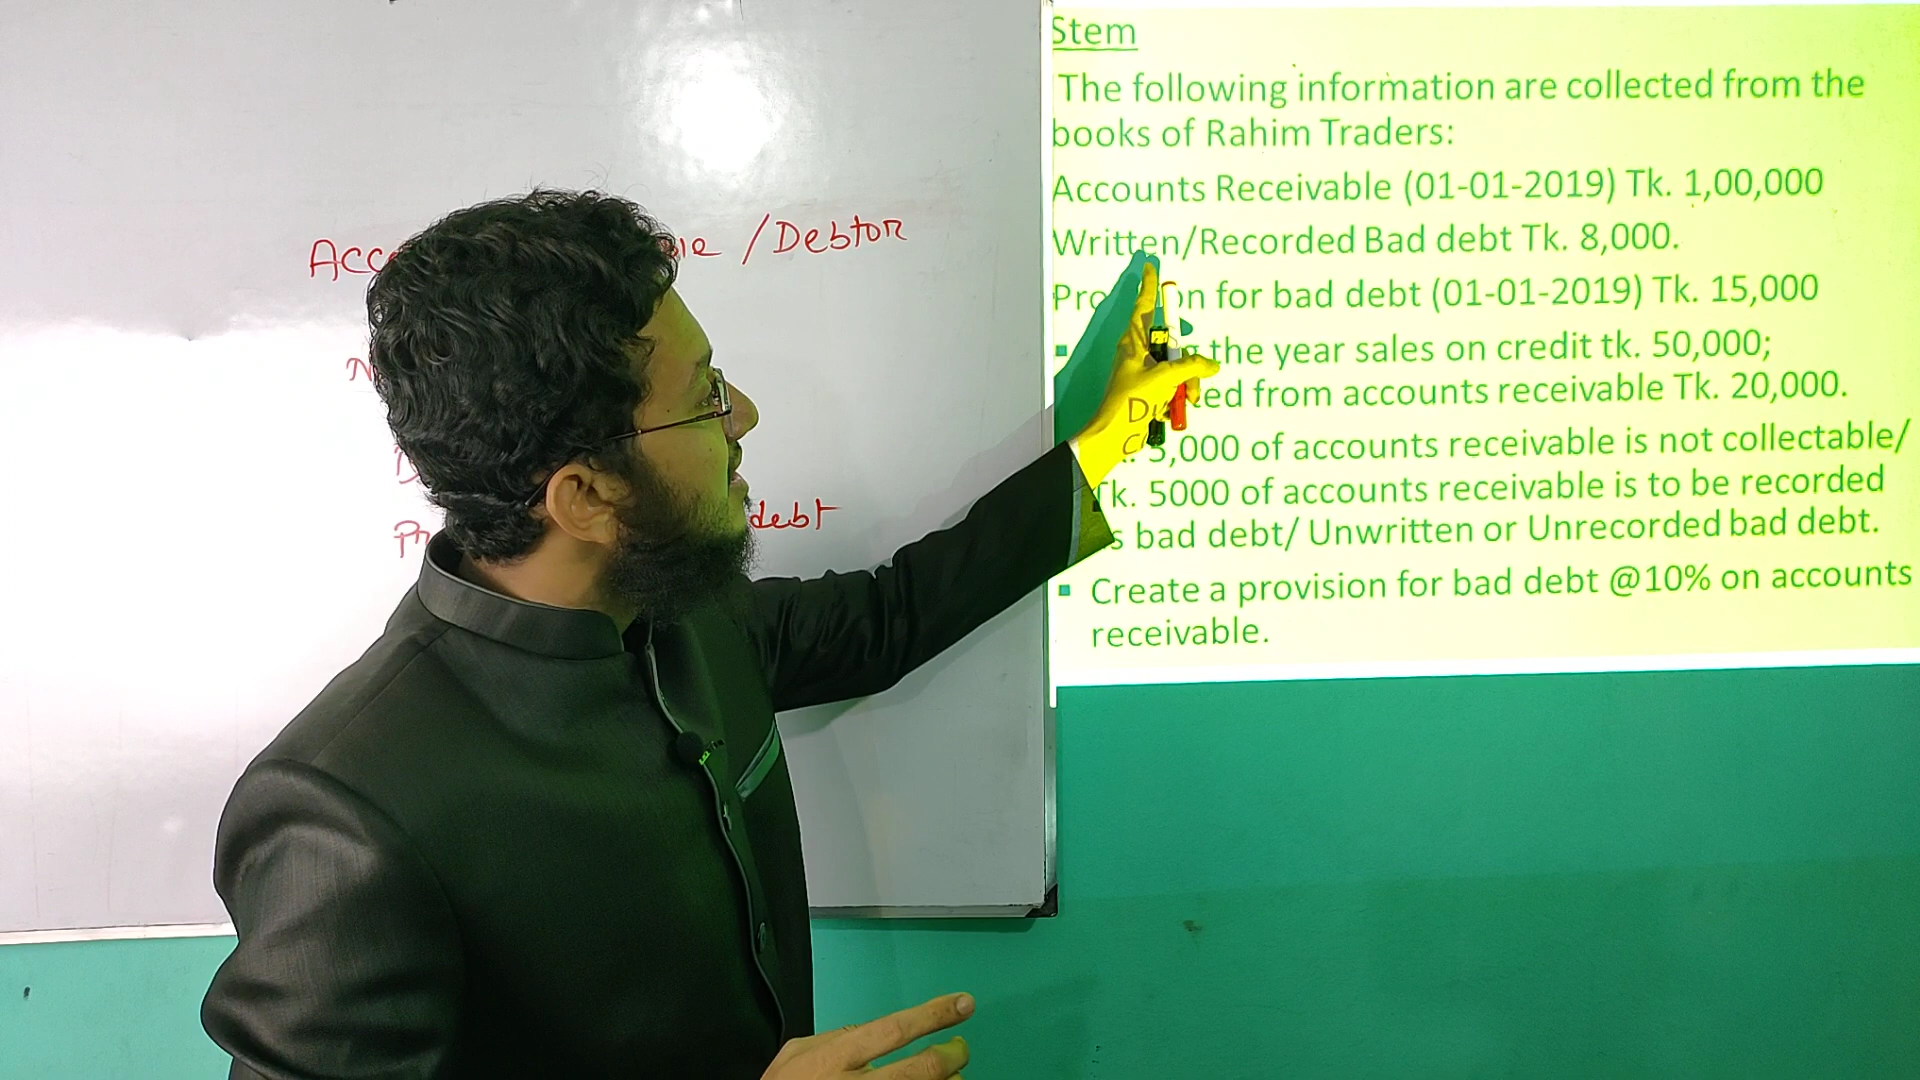 /Debtor
debt
Stem
The following information are collected from the
books of Rahim Traders:
Accounts Receivable (01-01-2019) Tk. 1,00,000
Written/Recorded Bad debt Tk. 8,000.
for bad debt (01-01-2019) Tk. 15,000
the year sales on credit tk. 50,000;
from accounts receivable Tk. 20,000.
5,000 of accounts receivable is not collectable/
Tk. 5000 of accounts receivable is to be recorded
bad debt/ Unwritten or Unrecorded bad debt.
▪ Create a provision for bad debt @10% on accounts
receivable.